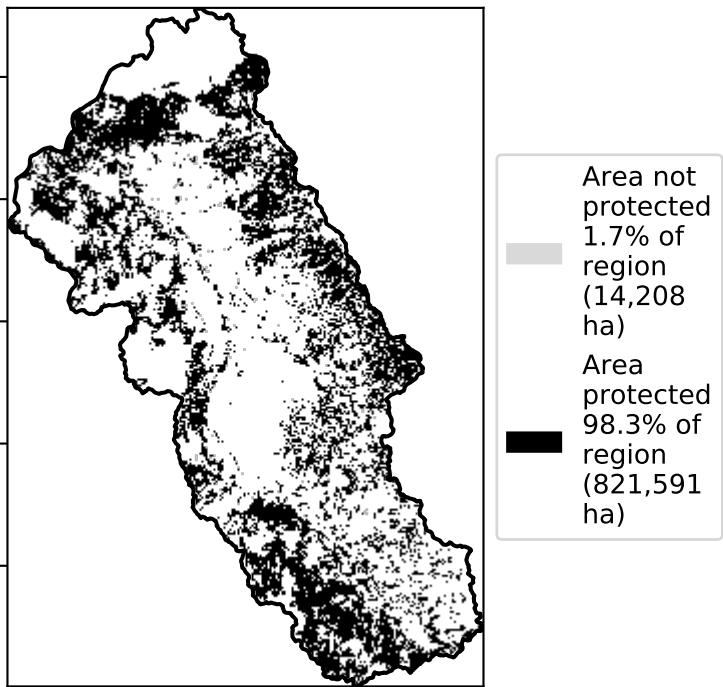 Area not
protected
1.7% of
region
(14,208
ha)
Area
protected
98.3% of
region
(821,591
ha)